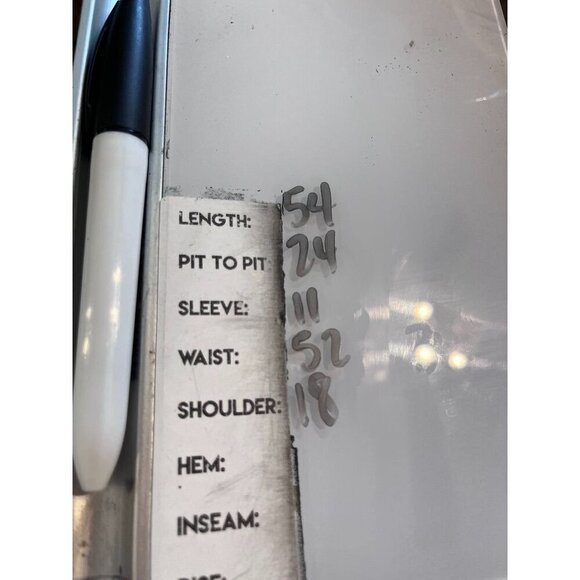 LENGTH: 54
PIT TO PIT 24
SLEEVE: 11
WAIST: 52
SHOULDER: 18
HEM:
INSEAM: